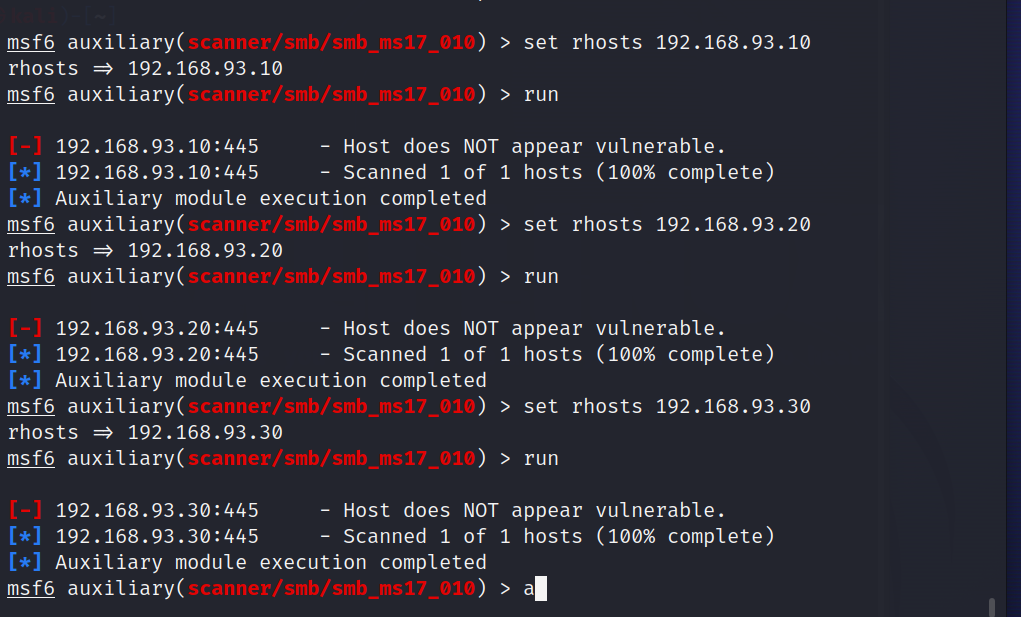 msf6 auxiliary(scanner/smb/smb_ms17_010) > set rhosts 192.168.93.10
rhosts => 192.168.93.10
msf6 auxiliary(scanner/smb/smb_ms17_010) > run
[-] 192.168.93.10:445     - Host does NOT appear vulnerable.
[*] 192.168.93.10:445     - Scanned 1 of 1 hosts (100% complete)
[*] Auxiliary module execution completed
msf6 auxiliary(scanner/smb/smb_ms17_010) > set rhosts 192.168.93.20
rhosts => 192.168.93.20
msf6 auxiliary(scanner/smb/smb_ms17_010) > run
[-] 192.168.93.20:445     - Host does NOT appear vulnerable.
[*] 192.168.93.20:445     - Scanned 1 of 1 hosts (100% complete)
[*] Auxiliary module execution completed
msf6 auxiliary(scanner/smb/smb_ms17_010) > set rhosts 192.168.93.30
rhosts => 192.168.93.30
msf6 auxiliary(scanner/smb/smb_ms17_010) > run
[-] 192.168.93.30:445     - Host does NOT appear vulnerable.
[*] 192.168.93.30:445     - Scanned 1 of 1 hosts (100% complete)
[*] Auxiliary module execution completed
msf6 auxiliary(scanner/smb/smb_ms17_010) > a